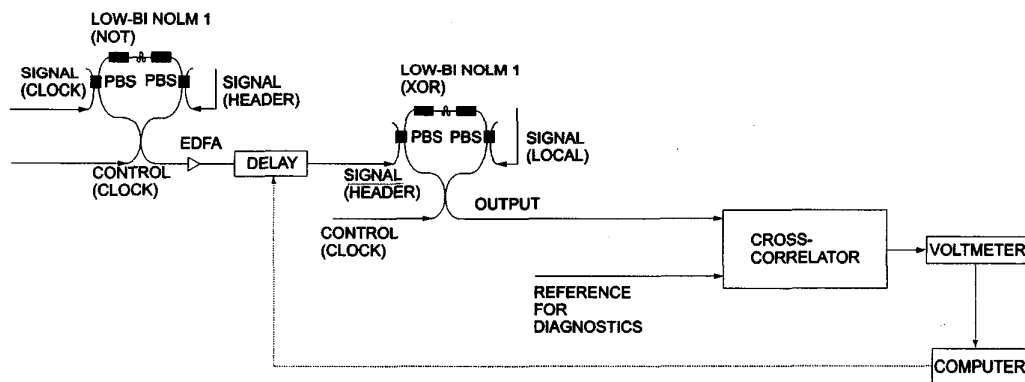 LOW-BI NOLM 1
(NOT)
SIGNAL
(CLOCK)
PBS
PBS
SIGNAL
(HEADER)
CONTROL
(CLOCK)
EDFA
DELAY
LOW-BI NOLM 1
(XOR)
PBS
PBS
SIGNAL
(LOCAL)
SIGNAL
(HEADER)
CONTROL
(CLOCK)
OUTPUT
CROSS-
CORRELATOR
VOLTMETER
REFERENCE
FOR
DIAGNOSTICS
COMPUTER